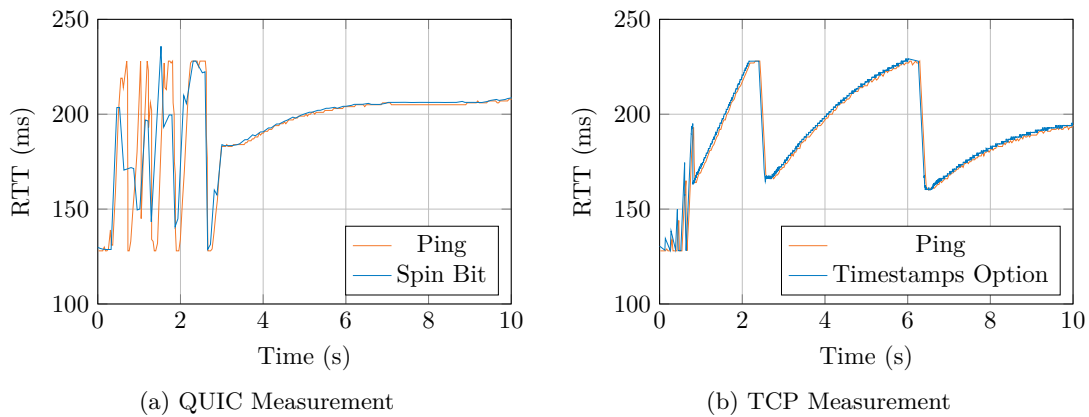 250
200
150
100
RTT (ms)
0
2
4
6
8
10
Time (s)
Ping
Spin Bit
(a) QUIC Measurement
250
200
150
100
RTT (ms)
0
2
4
6
8
10
Time (s)
Ping
Timestamps Option
(b) TCP Measurement